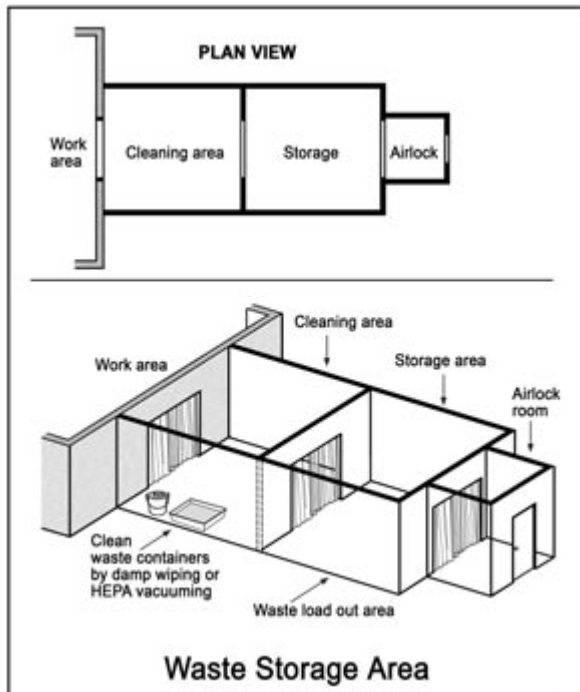 PLAN VIEW
Work
area
Cleaning area
Storage
Airlock
Cleaning area
Work area
Storage area
Airlock
room
Clean
waste containers
by damp wiping or
HEPA vacuuming
Waste load out area
Waste Storage Area